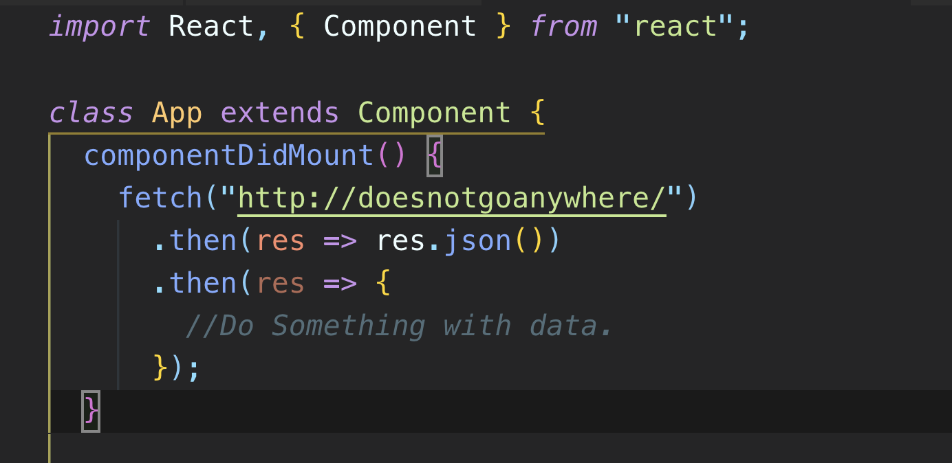 import React, { Component } from "react";
class App extends Component {
componentDidMount() {
fetch("http://doesnotgoanywhere/")
.then(res => res.json())
.then(res => {
//Do Something with data.
});
}